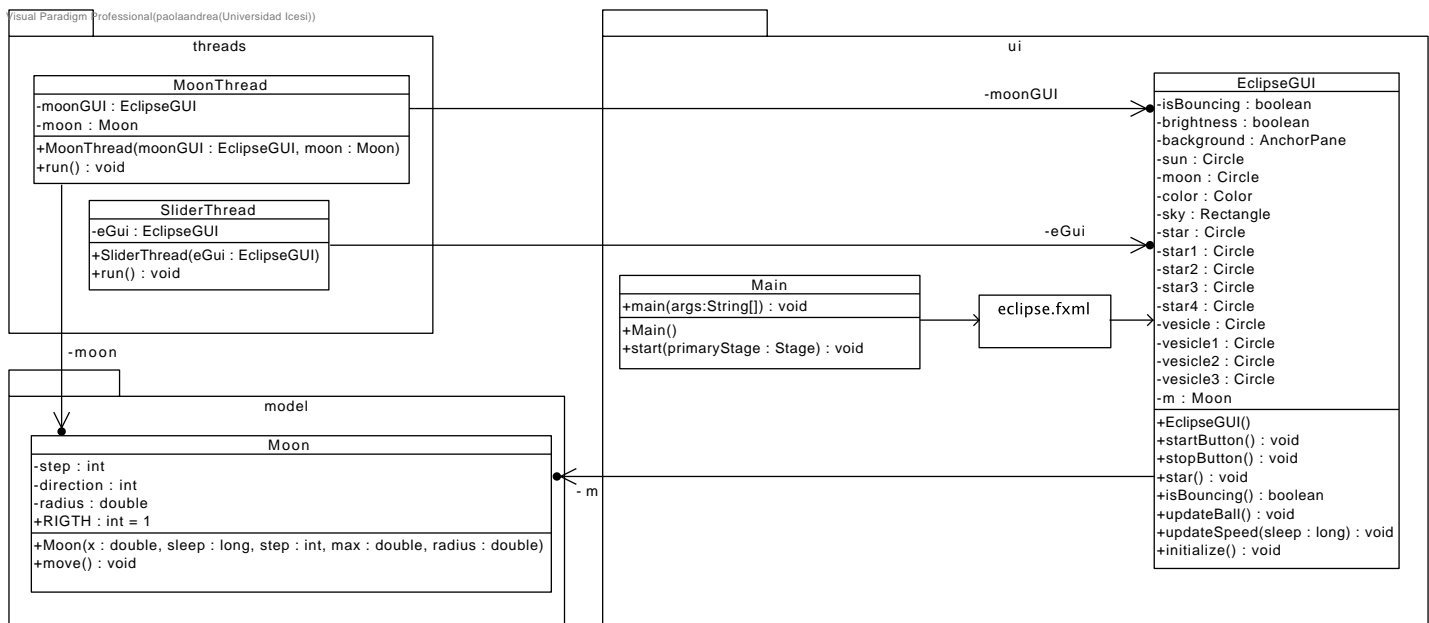 Visual Paradigm Professional(paolaandrea(Universidad Icesi))
threads
MoonThread
-moonGUI : EclipseGUI
-moon : Moon
+MoonThread(moonGUI : EclipseGUI, moon : Moon)
+run() : void
SliderThread
-eGui : EclipseGUI
+SliderThread(eGui : EclipseGUI)
+run() : void
-moon
-moonGUI
-eGui
ui
Main
+main(args:String[]) : void
+Main()
+start(primaryStage : Stage) : void
eclipse.fxml
EclipseGUI
-isBouncing : boolean
-brightness : boolean
-background : AnchorPane
-sun : Circle
-moon : Circle
-color : Color
-sky : Rectangle
-star : Circle
-star1 : Circle
-star2 : Circle
-star3 : Circle
-star4 : Circle
-vesicle : Circle
-vesicle1 : Circle
-vesicle2 : Circle
-vesicle3 : Circle
-m : Moon
+EclipseGUI()
+startButton() : void
+stopButton() : void
+star() : void
+isBouncing() : boolean
+updateBall() : void
+updateSpeed(sleep : long) : void
+initialize() : void
model
Moon
-step : int
-direction : int
-radius : double
+RIGTH : int = 1
+Moon(x : double, sleep : long, step : int, max : double, radius : double)
+move() : void
- m